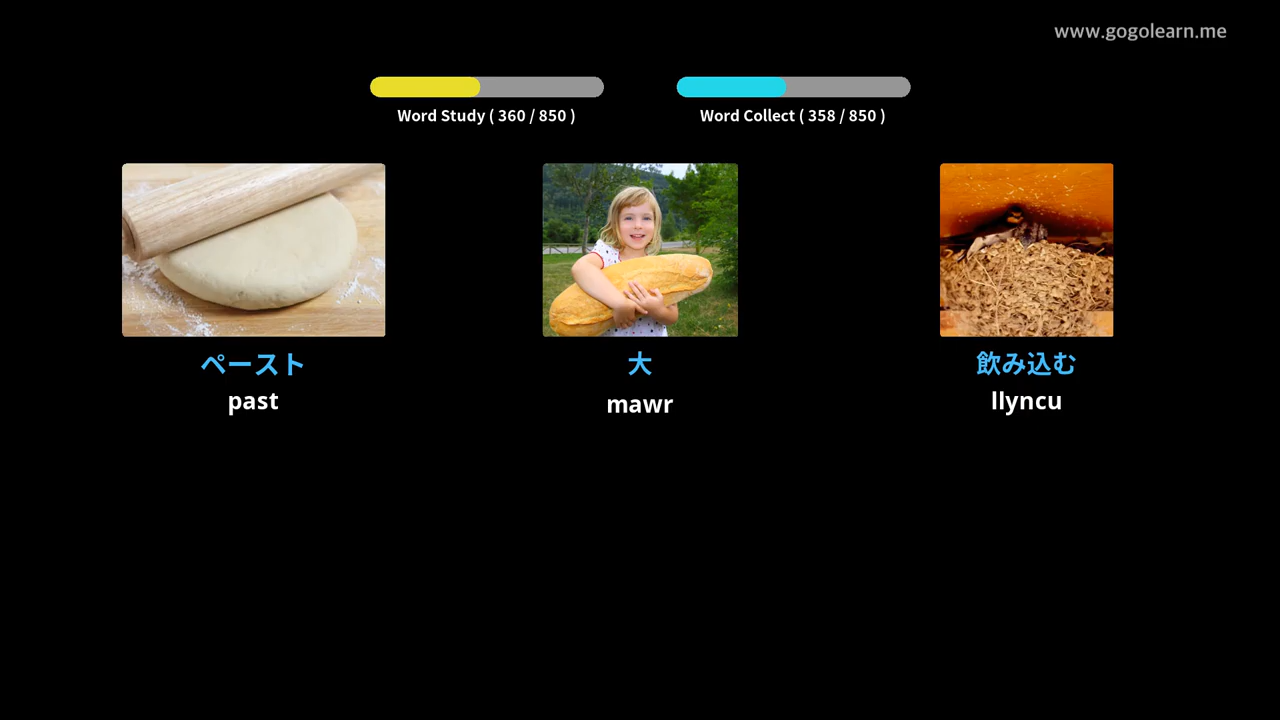 www.gogolearn.me
Word Study ( 360 / 850 )
Word Collect ( 358 / 850 )
ペースト
past
大
mawr
飲み込む
llyncu